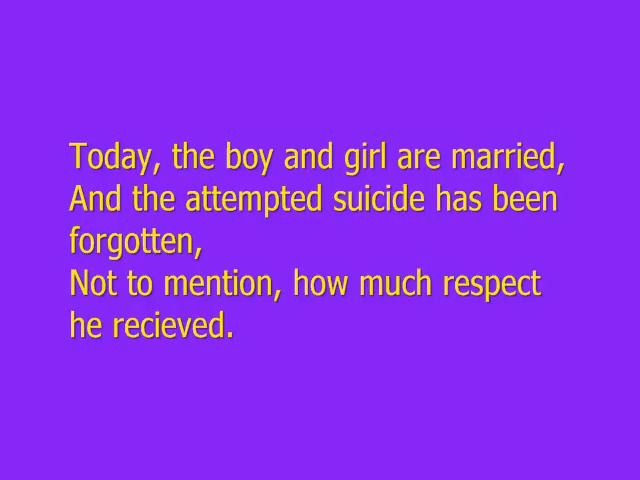 Today, the boy and girl are married,
And the attempted suicide has been
forgotten,
Not to mention, how much respect
he recieved.